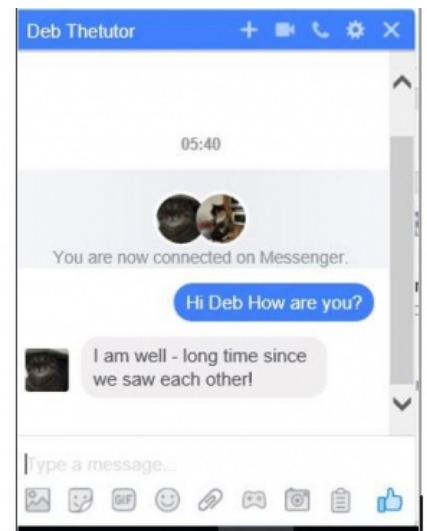 Deb Thetutor
05:40
You are now connected on Messenger.
Hi Deb How are you?
I am well - long time since
we saw each other!
Type a message...
GIF